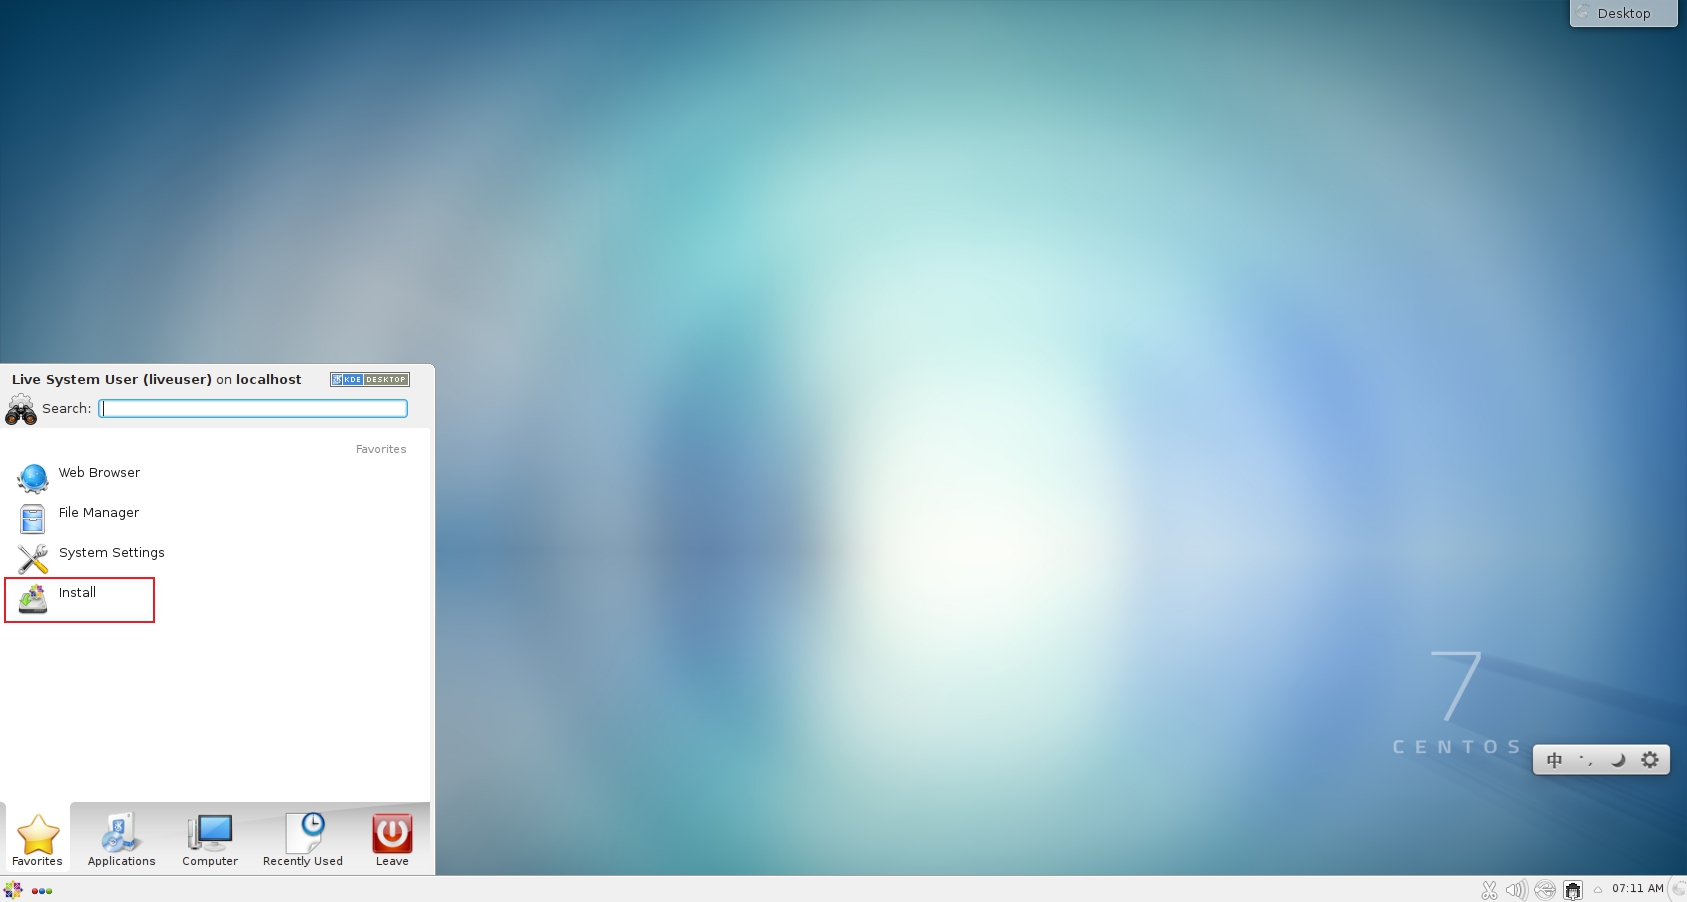 Desktop
Live System User (liveuser) on localhost
KDE DESKTOP
Search:
Favorites
Web Browser
File Manager
System Settings
Install
7
CENTOS
中
Favorites
Applications
Computer
Recently Used
Leave
07:11 AM